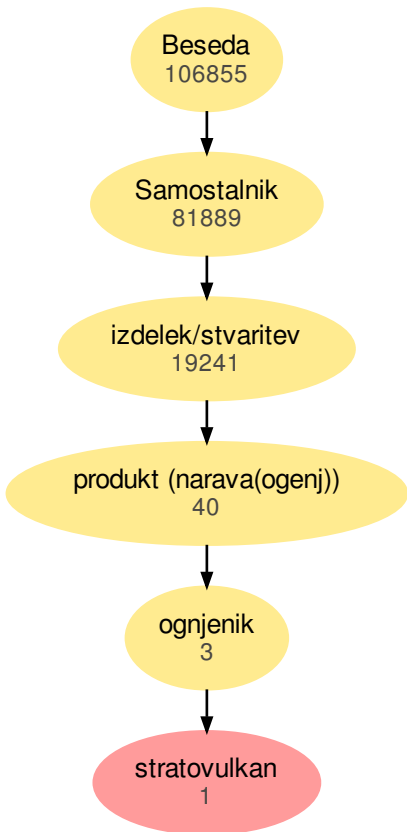 Beseda
106855
Samostalnik
81889
izdelek/stvaritev
19241
produkt (narava(ogenj))
40
ognjenik
3
stratovulkan
1